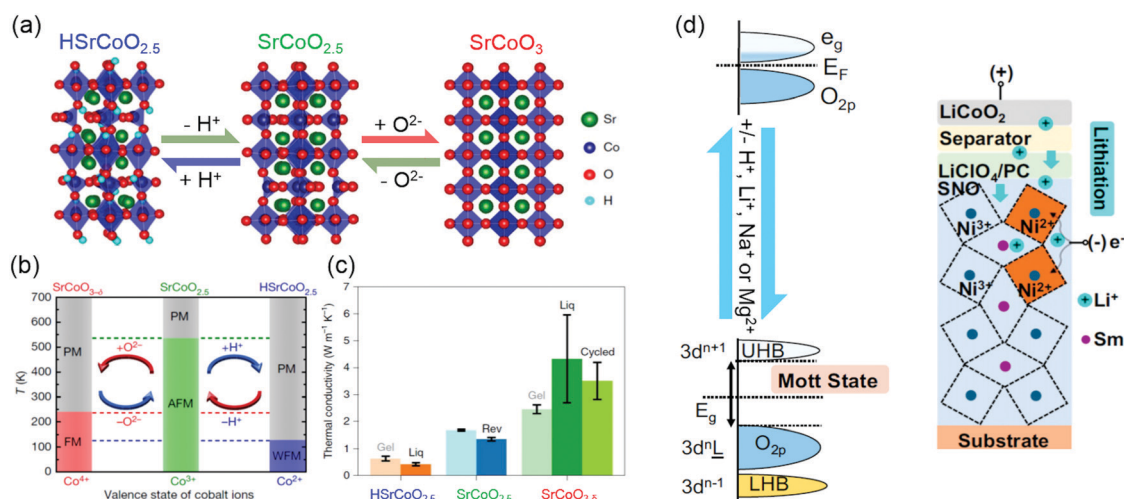 (a)
HSrCoO2.5
SrCoO2.5
SrCoO3
- H⁺
+ H⁺
+ O²⁻
- O²⁻
Sr
Co
O
H
(b)
SrCoO3-δ
SrCoO2.5
HSrCoO2.5
T (K)
700
600
500
400
300
200
100
0
PM
PM
PM
AFM
FM
WFM
+O²⁻
−O²⁻
+H⁺
−H⁺
Co⁴⁺
Co³⁺
Co²⁺
Valence state of cobalt ions
(c)
Thermal conductivity (W m⁻¹ K⁻¹)
7
6
5
4
3
2
1
0
Gel
Liq
Rev
Liq
Cycled
HSrCoO2.5
SrCoO2.5
SrCoO3-δ
(d)
eg
EF
O2p
+/- H⁺, Li⁺, Na⁺ or Mg²⁺
3dⁿ⁺¹
UHB
Mott State
Eg
3dⁿL
O2p
3dⁿ⁻¹
LHB
(+)
LiCoO2
Separator
LiClO4/PC
SNO
Lithiation
Ni³⁺
Ni²⁺
(-) e⁻
Ni³⁺
Ni²⁺
Li⁺
Sm
Substrate